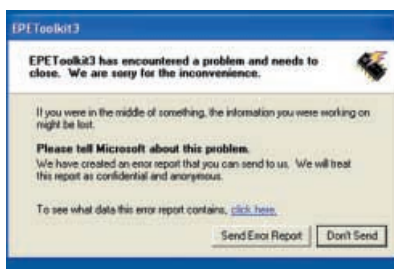 EPEToolkit3
EPEToolkit3 has encountered a problem and needs to
close. We are sorry for the inconvenience.
If you were in the middle of something, the information you were working on
might be lost.
Please tell Microsoft about this problem.
We have created an error report that you can send to us. We will treat
this report as confidential and anonymous.
To see what data this error report contains, click here.
Send Error Report
Don't Send